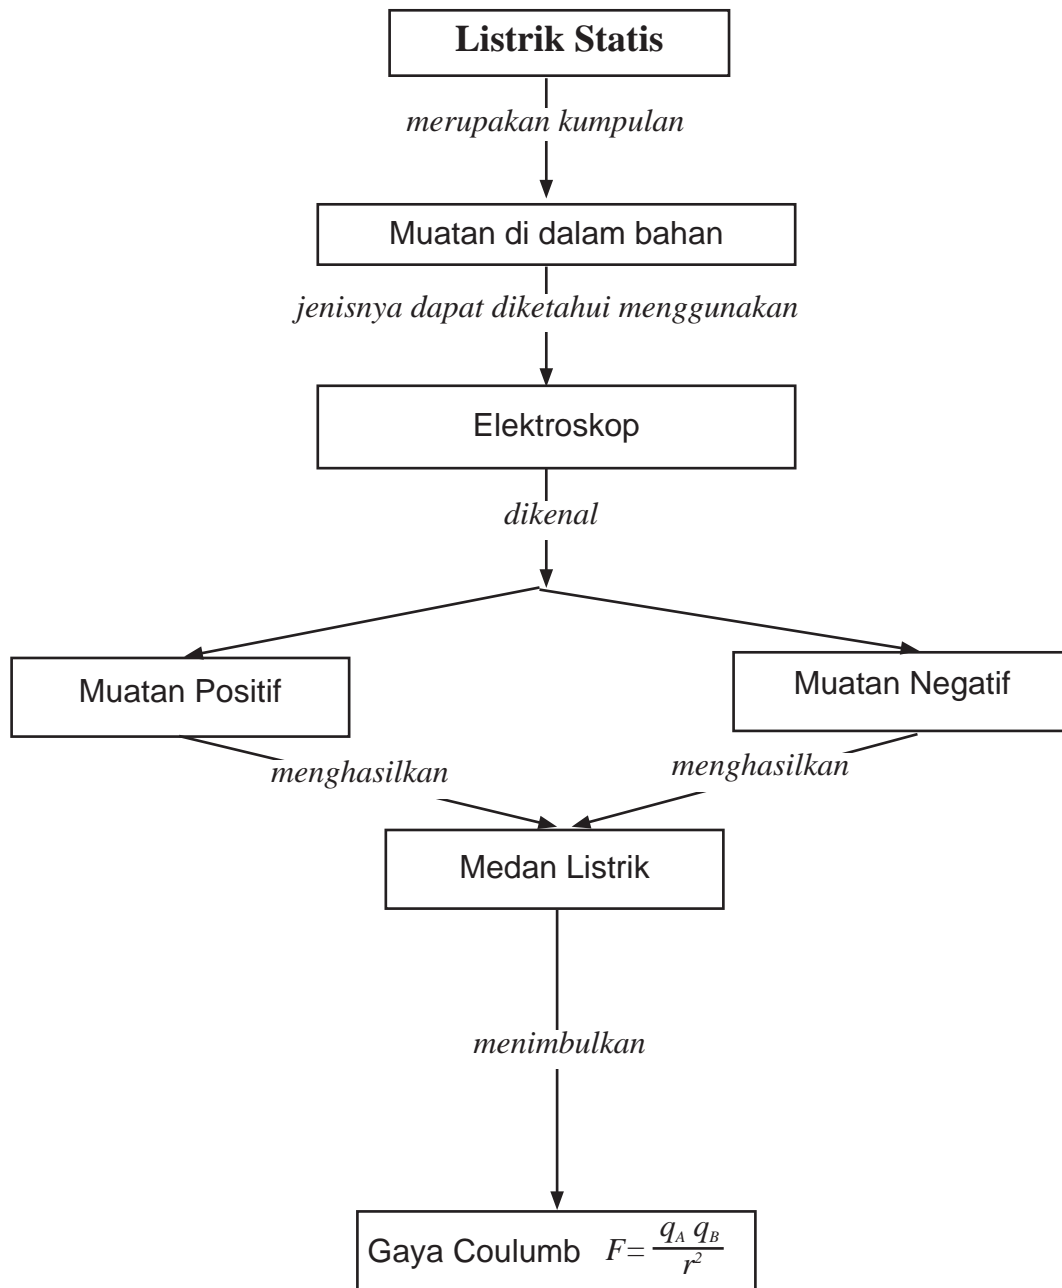 Listrik Statis
merupakan kumpulan
Muatan di dalam bahan
jenisnya dapat diketahui menggunakan
Elektroskop
dikenal
Muatan Positif
Muatan Negatif
menghasilkan
menghasilkan
Medan Listrik
menimbulkan
Gaya Coulumb F= qA qB / r²